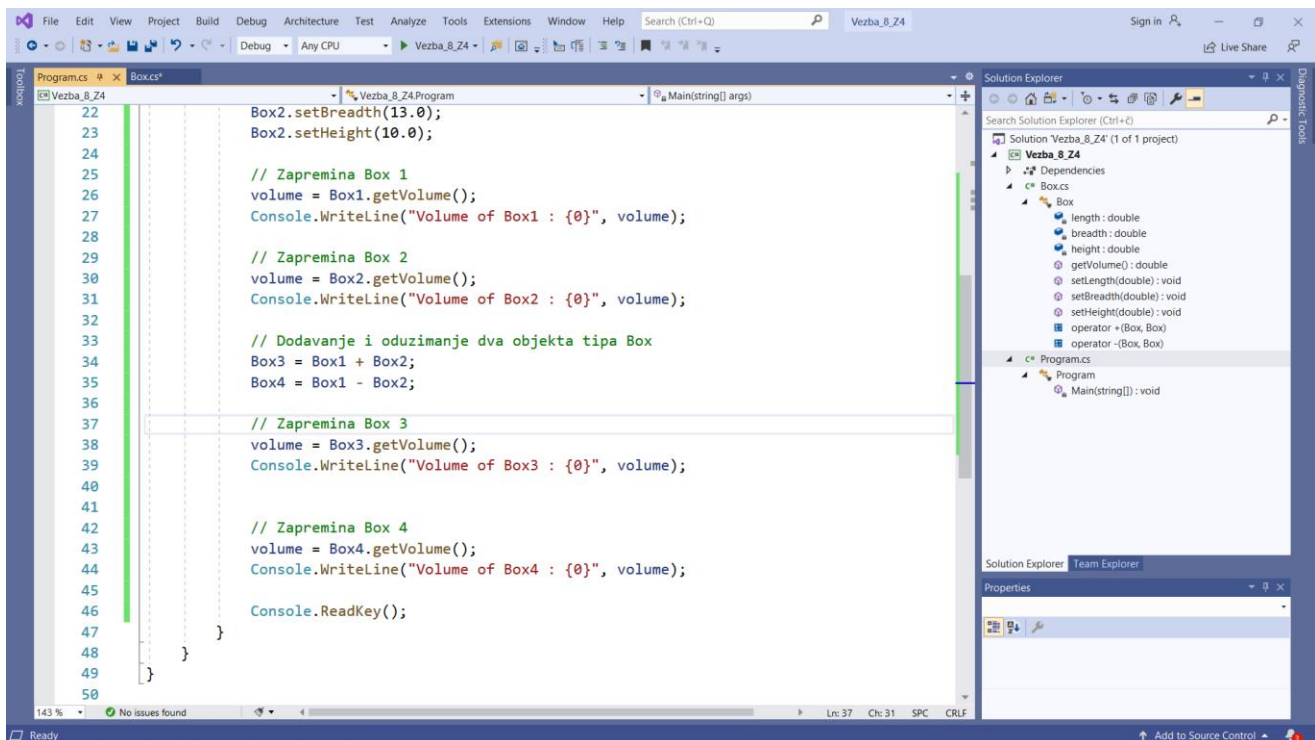 File Edit View Project Build Debug Architecture Test Analyze Tools Extensions Window Help Search (Ctrl+Q) Vezba_8_Z4 Sign in
Debug Any CPU Vezba_8_Z4 Live Share
Toolbox
Program.cs Box.cs*
Vezba_8_Z4 Vezba_8_Z4.Program Main(string[] args)
22 Box2.setBreadth(13.0);
23 Box2.setHeight(10.0);
24
25 // Zapremina Box 1
26 volume = Box1.getVolume();
27 Console.WriteLine("Volume of Box1 : {0}", volume);
28
29 // Zapremina Box 2
30 volume = Box2.getVolume();
31 Console.WriteLine("Volume of Box2 : {0}", volume);
32
33 // Dodavanje i oduzimanje dva objekta tipa Box
34 Box3 = Box1 + Box2;
35 Box4 = Box1 - Box2;
36
37 // Zapremina Box 3
38 volume = Box3.getVolume();
39 Console.WriteLine("Volume of Box3 : {0}", volume);
40
41
42 // Zapremina Box 4
43 volume = Box4.getVolume();
44 Console.WriteLine("Volume of Box4 : {0}", volume);
45
46 Console.ReadKey();
47 }
48 }
49 }
50
143 % No issues found Ln: 37 Ch: 31 SPC CRLF
Solution Explorer
Search Solution Explorer (Ctrl+č)
Solution 'Vezba_8_Z4' (1 of 1 project)
C# Vezba_8_Z4
Dependencies
C# Box.cs
Box
length : double
breadth : double
height : double
getVolume() : double
setLength(double) : void
setBreadth(double) : void
setHeight(double) : void
operator +(Box, Box)
operator -(Box, Box)
C# Program.cs
Program
Main(string[]) : void
Solution Explorer Team Explorer
Properties
Diagnostic Tools
Ready Add to Source Control